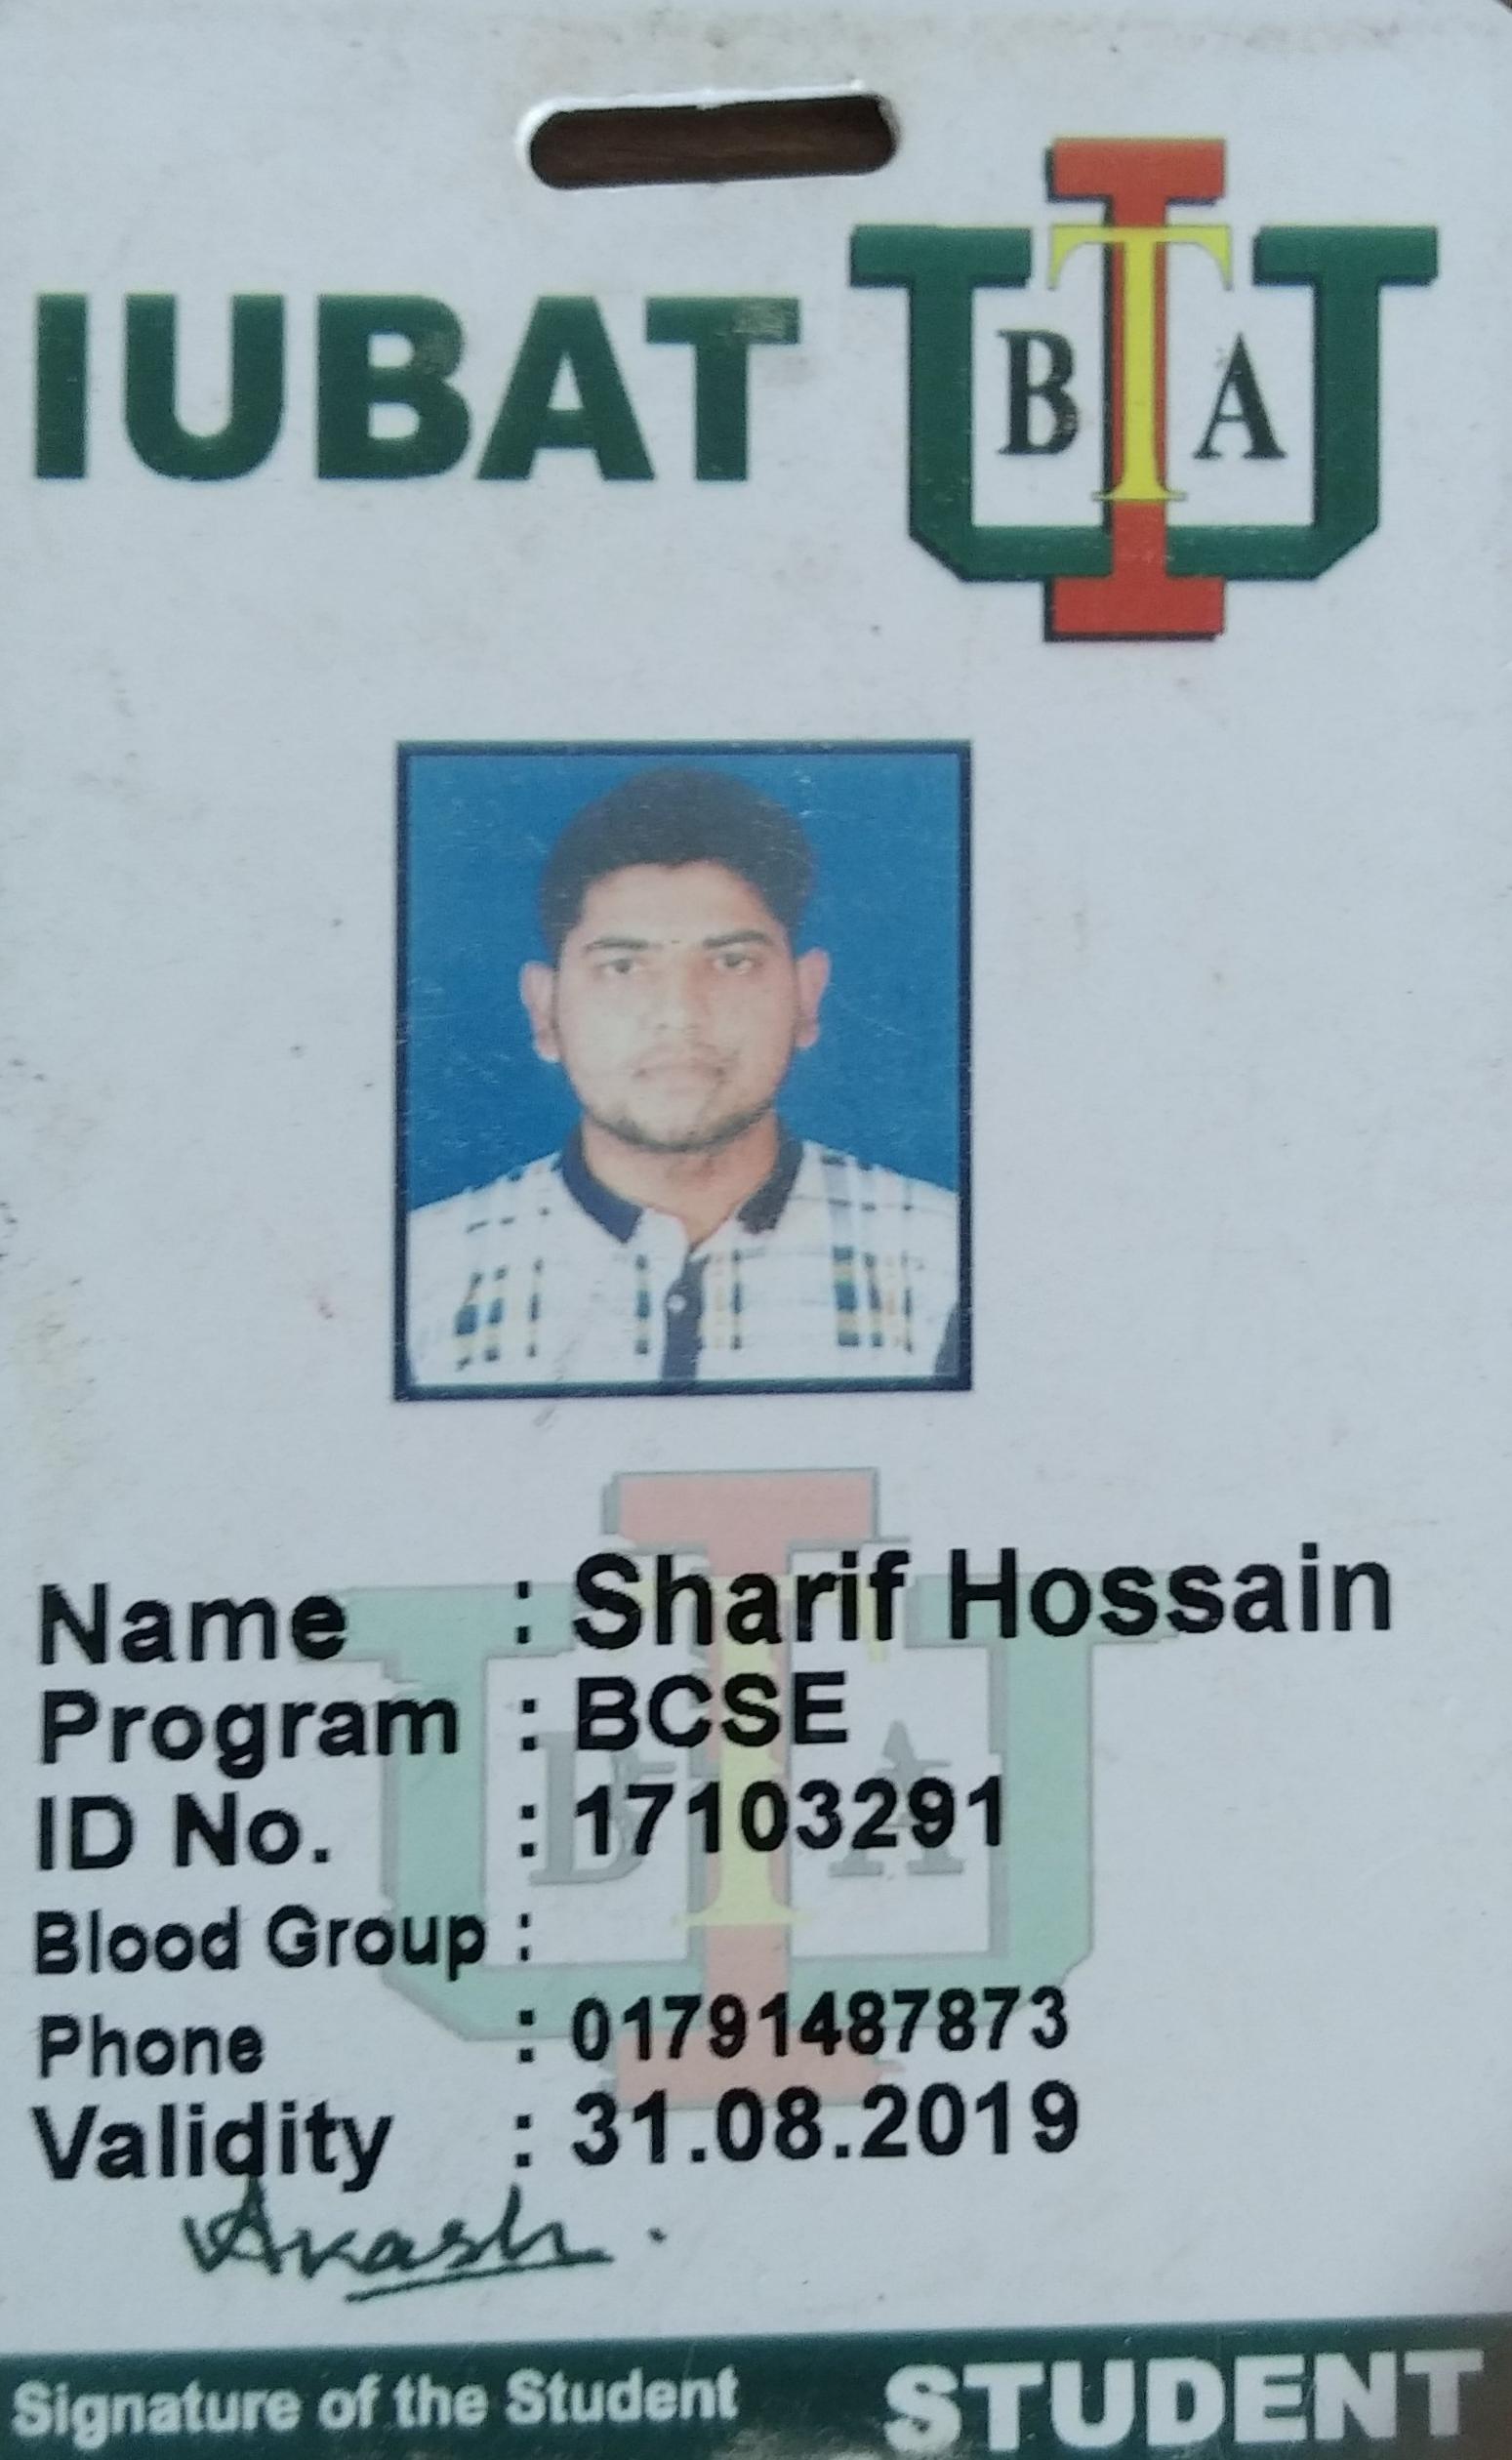 IUBAT
B T A
Name : Sharif Hossain
Program : BCSE
ID No. : 17103291
Blood Group :
Phone : 01791487873
Validity : 31.08.2019
Akash.
Signature of the Student STUDENT